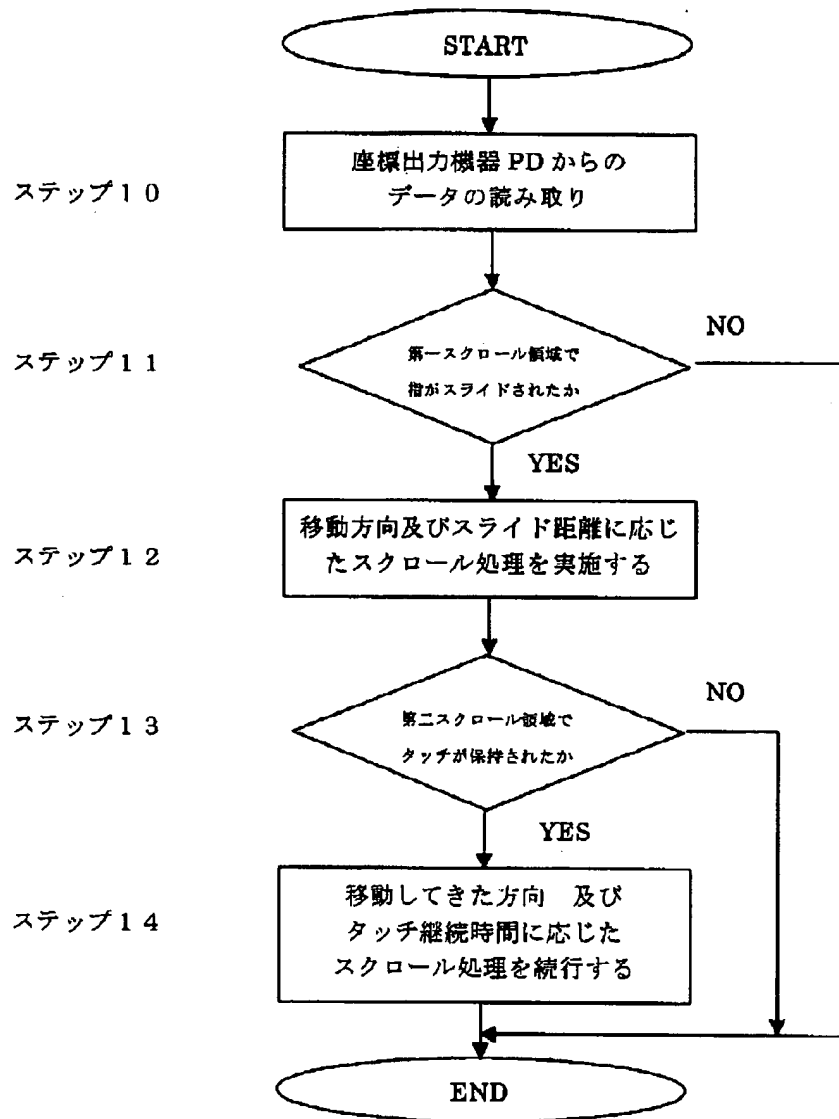 START
ステップ10
座標出力機器 PD からの
データの読み取り
ステップ11
第一スクロール領域で
指がスライドされたか
NO
YES
ステップ12
移動方向及びスライド距離に応じ
たスクロール処理を実施する
ステップ13
第二スクロール領域で
タッチが保持されたか
NO
YES
ステップ14
移動してきた方向　及び
タッチ継続時間に応じた
スクロール処理を続行する
END